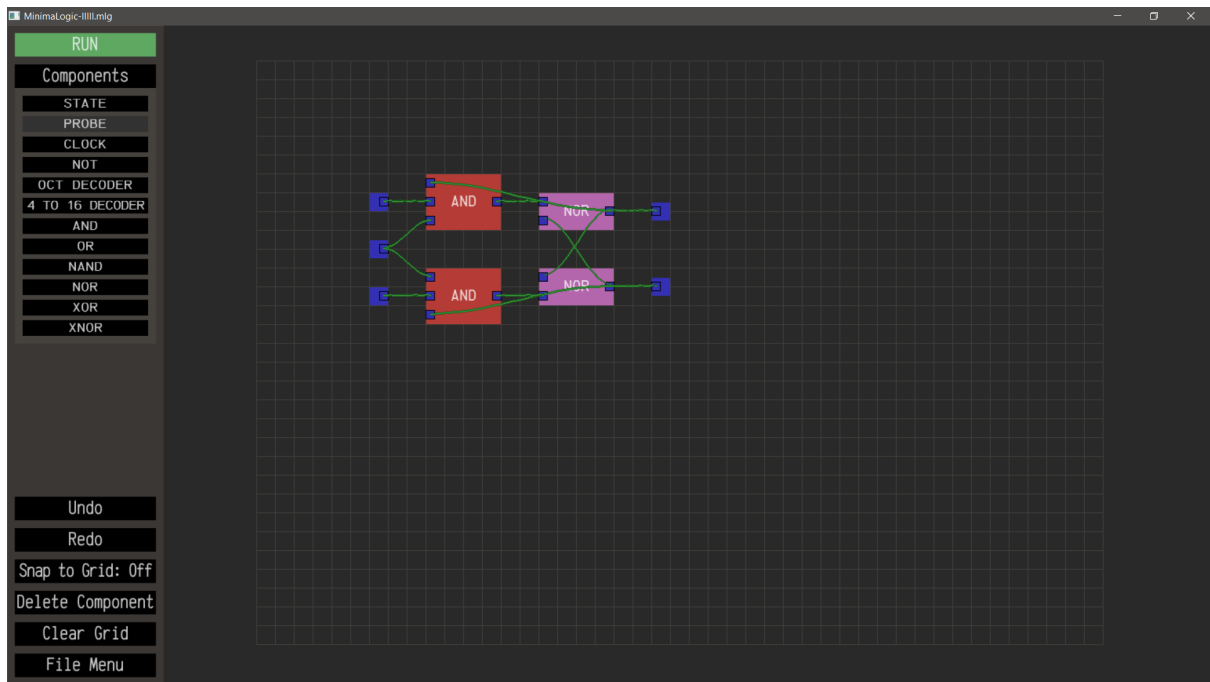 MinimaLogic-IIIII.mlg
RUN
Components
STATE
PROBE
CLOCK
NOT
OCT DECODER
4 TO 16 DECODER
AND
OR
NAND
NOR
XOR
XNOR
Undo
Redo
Snap to Grid: Off
Delete Component
Clear Grid
File Menu
AND
NOR
AND
NOR